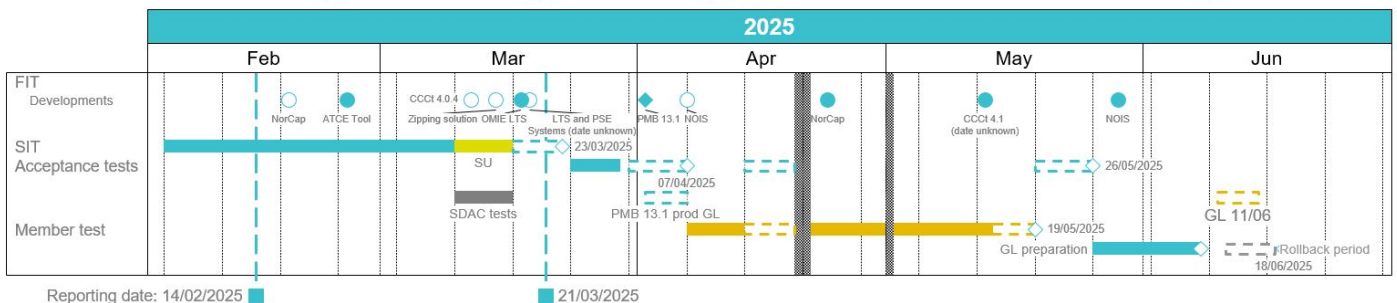 2025
Feb Mar Apr May Jun
FIT
Developments
CCCt 4.0.4
NorCap ATCE Tool Zipping solution OMIE LTS LTS and PSE PMB 13.1 NOIS NorCap CCCt 4.1 NOIS
Systems (date unknown) (date unknown)
SIT 23/03/2025
SU
Acceptance tests 26/05/2025
07/04/2025
SDAC tests PMB 13.1 prod GL GL 11/06
Member test 19/05/2025
GL preparation Rollback period
18/06/2025
Reporting date: 14/02/2025 21/03/2025